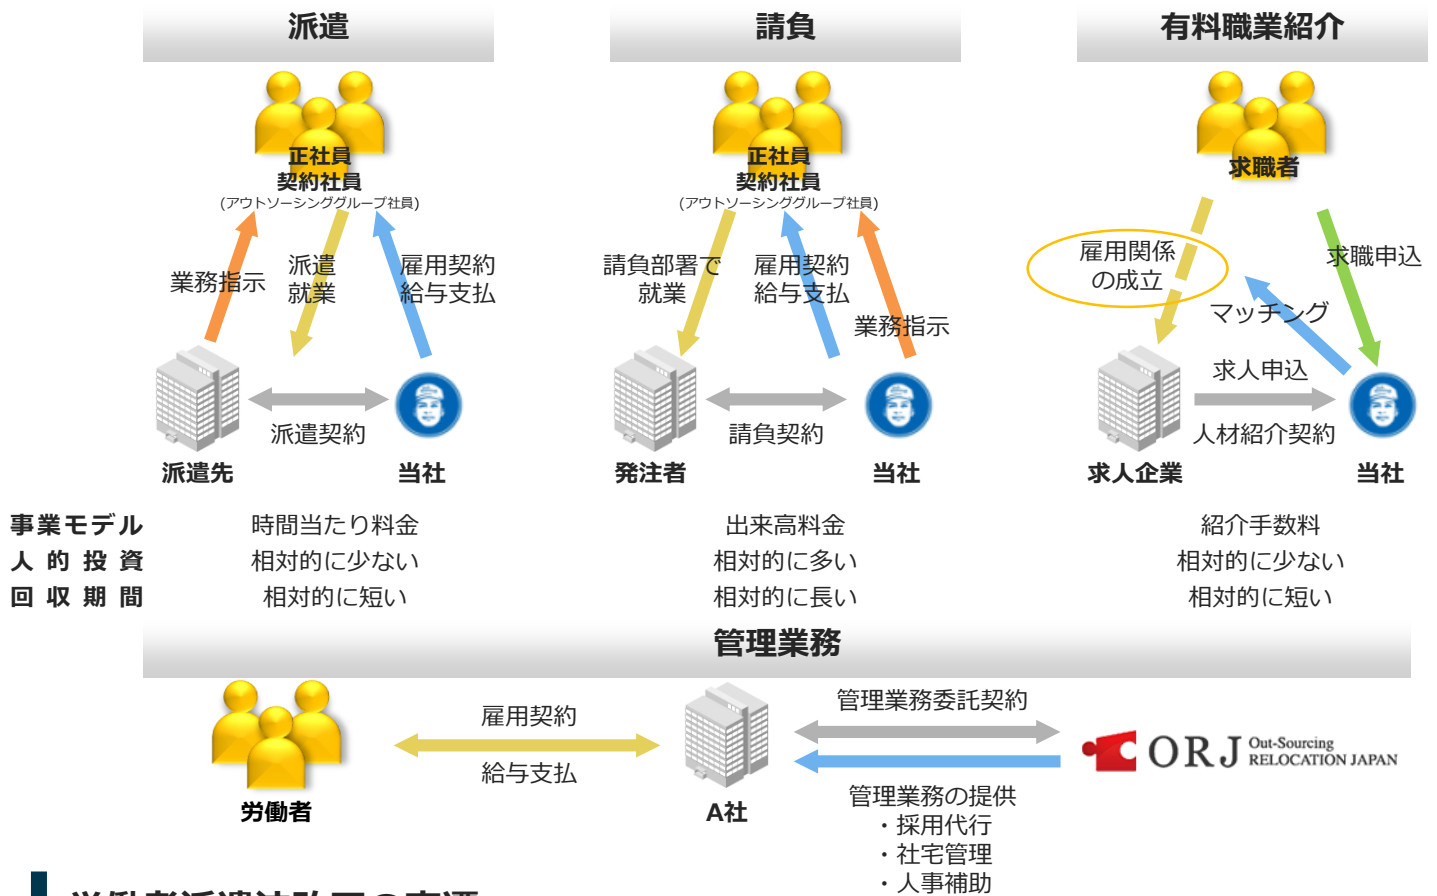 派遣
正社員
契約社員
(アウトソーシンググループ社員)
業務指示
派遣
就業
雇用契約
給与支払
派遣契約
派遣先
当社
請負
正社員
契約社員
(アウトソーシンググループ社員)
請負部署で
就業
雇用契約
給与支払
業務指示
請負契約
発注者
当社
有料職業紹介
求職者
雇用関係
の成立
求職申込
マッチング
求人申込
人材紹介契約
求人企業
当社
事業モデル 時間当たり料金 出来高料金 紹介手数料
人的投資 相対的に少ない 相対的に多い 相対的に少ない
回収期間 相対的に短い 相対的に長い 相対的に短い
管理業務
労働者
雇用契約
給与支払
A社
管理業務委託契約
ORJ Out-Sourcing
RELOCATION JAPAN
管理業務の提供
・採用代行
・社宅管理
・人事補助